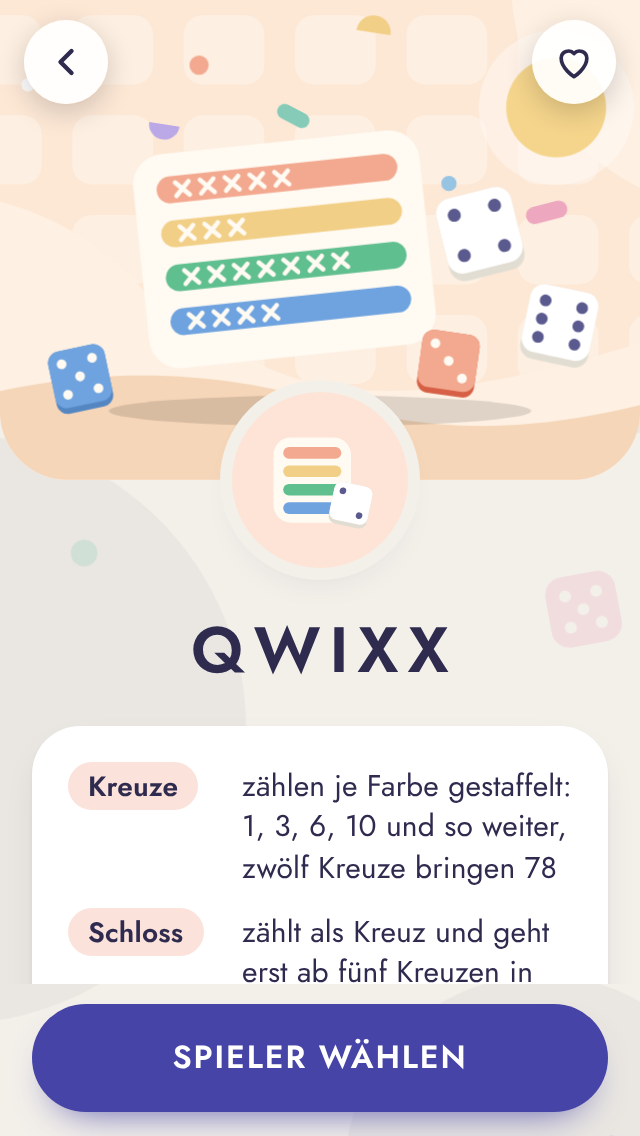 QWIXX
Kreuze
zählen je Farbe gestaffelt:
1, 3, 6, 10 und so weiter,
zwölf Kreuze bringen 78
Schloss
zählt als Kreuz und geht
erst ab fünf Kreuzen in
SPIELER WÄHLEN